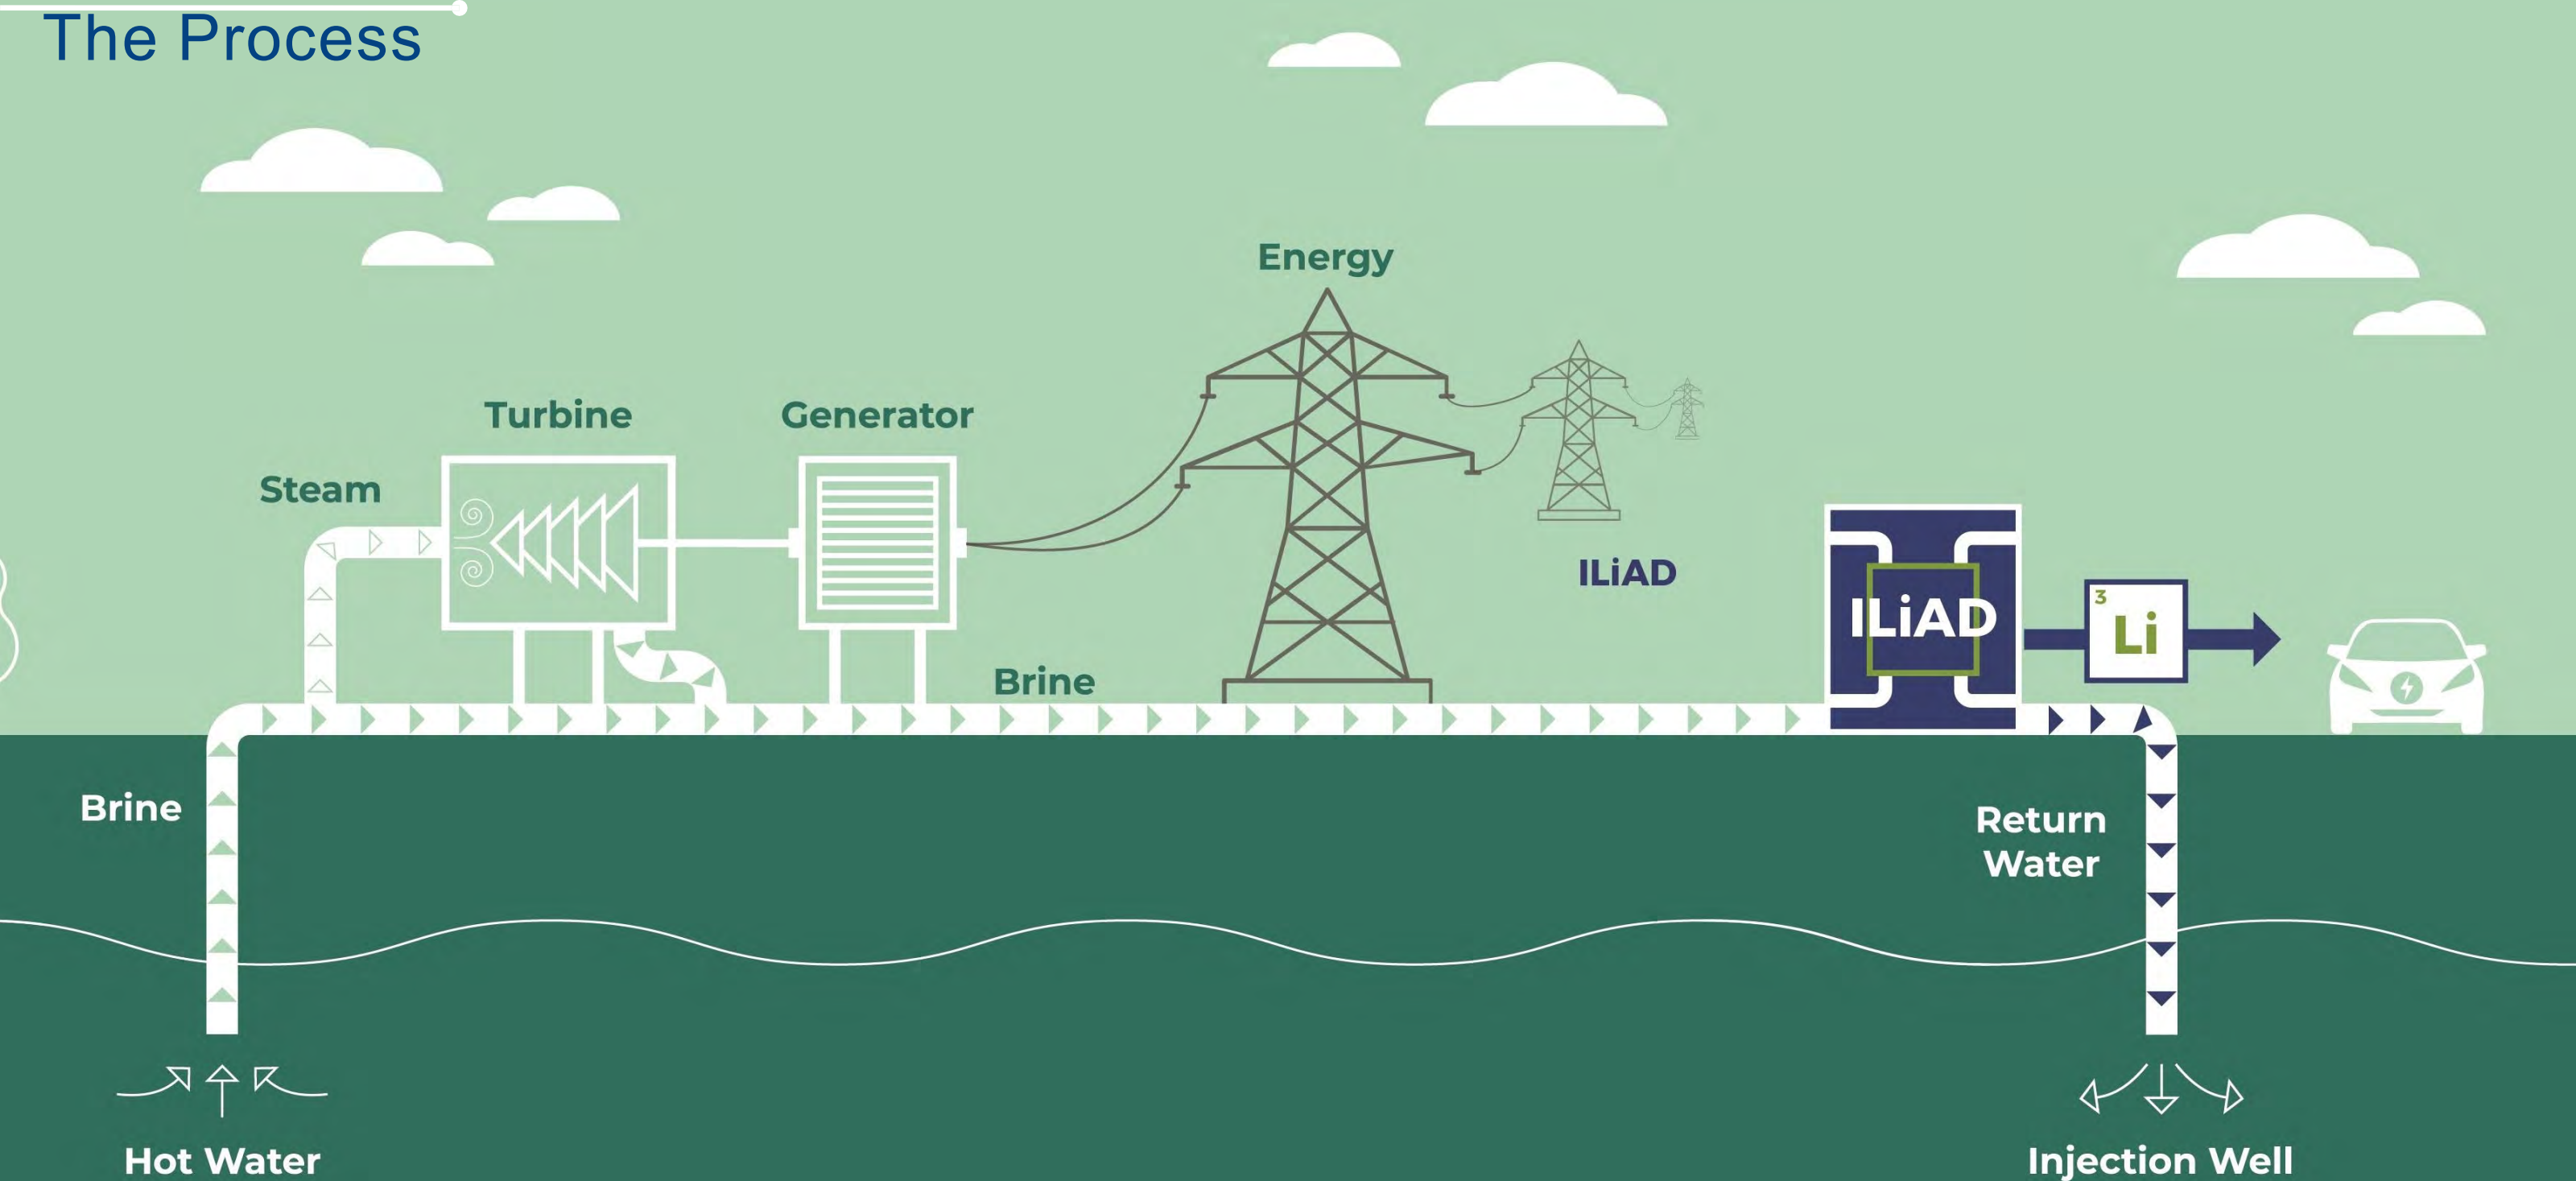 The Process
Energy
Turbine
Generator
Steam
ILiAD
ILiAD
3
Li
Brine
Brine
Return
Water
Hot Water
Injection Well